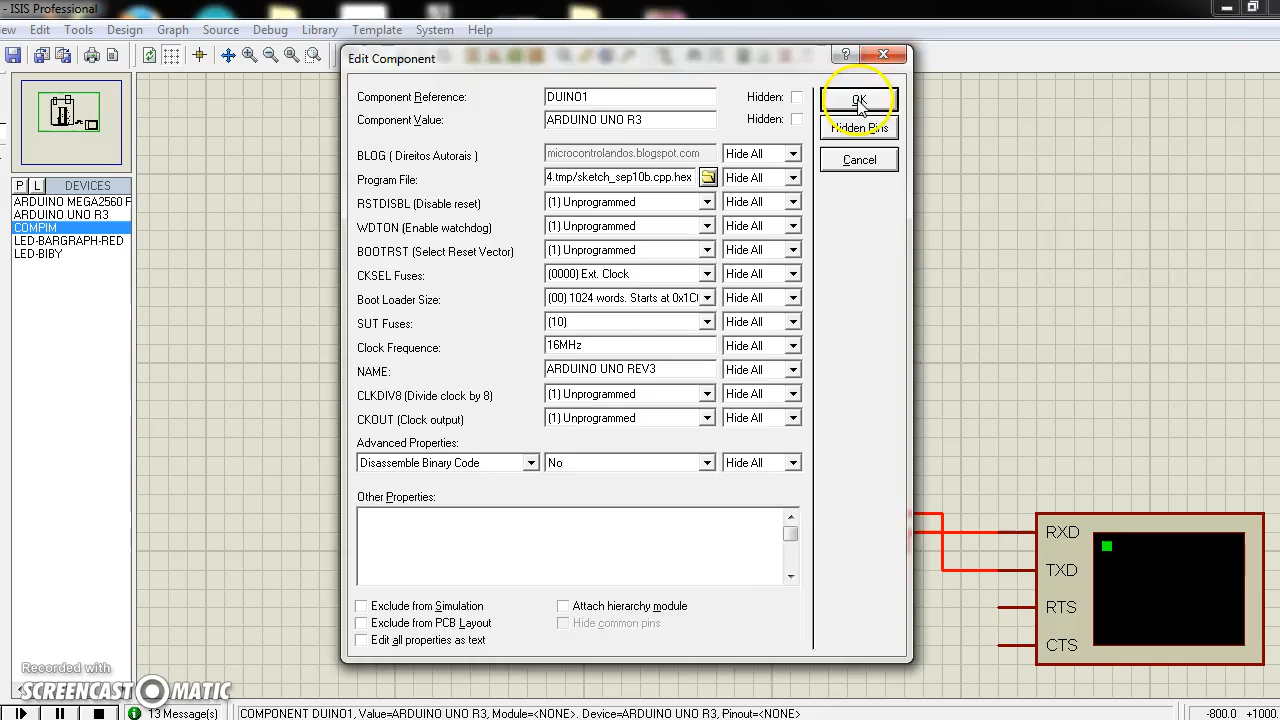 - ISIS Professional
ew Edit Tools Design Graph Source Debug Library Template System Help
Edit Component
Component Reference: DUINO1 Hidden:
Component Value: ARDUINO UNO R3 Hidden:
BLOG ( Direitos Autorais ) microcontrolandos.blogspot.com Hide All
Program File: 4.tmp/sketch_sep10b.cpp.hex Hide All
RSTDISBL (Disable reset) (1) Unprogrammed Hide All
WDTON (Enable watchdog) (1) Unprogrammed Hide All
BOOTRST (Select Reset Vector) (1) Unprogrammed Hide All
CKSEL Fuses: (0000) Ext. Clock Hide All
Boot Loader Size: (00) 1024 words. Starts at 0x1C Hide All
SUT Fuses: (10) Hide All
Clock Frequence: 16MHz Hide All
NAME: ARDUINO UNO REV3 Hide All
CLKDIV8 (Divide clock by 8) (1) Unprogrammed Hide All
CKOUT (Clock output) (1) Unprogrammed Hide All
Advanced Properties:
Disassemble Binary Code No Hide All
Other Properties:
Exclude from Simulation Attach hierarchy module
Exclude from PCB Layout Hide common pins
Edit all properties as text
OK
Hidden Pins
Cancel
P L DEVICES
ARDUINO MEGA2560 R
ARDUINO UNO R3
COMPIM
LED-BARGRAPH-RED
LED-BIBY
RXD
TXD
RTS
CTS
Recorded with
SCREENCAST MATIC
13 Message(s) COMPONENT DUINO1, Value=ARDUINO UNO R3, Module=<NONE>, Device=ARDUINO UNO R3, Pinout=<NONE> -800.0 +1000